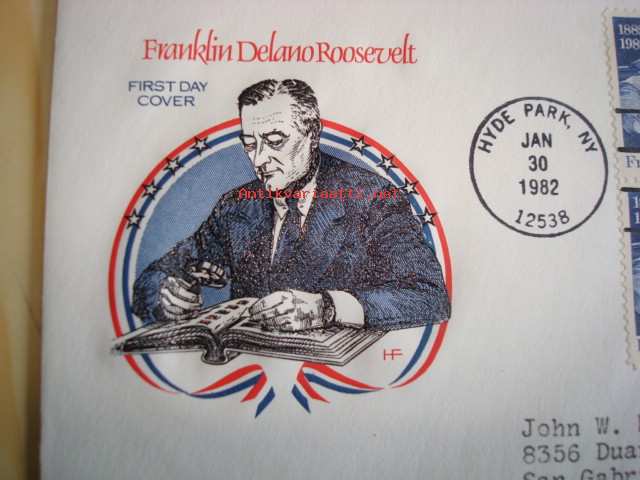 Franklin Delano Roosevelt
FIRST DAY
COVER
Antikvariaatti.net
HF
HYDE PARK, NY
JAN
30
1982
12538
John W.
8356